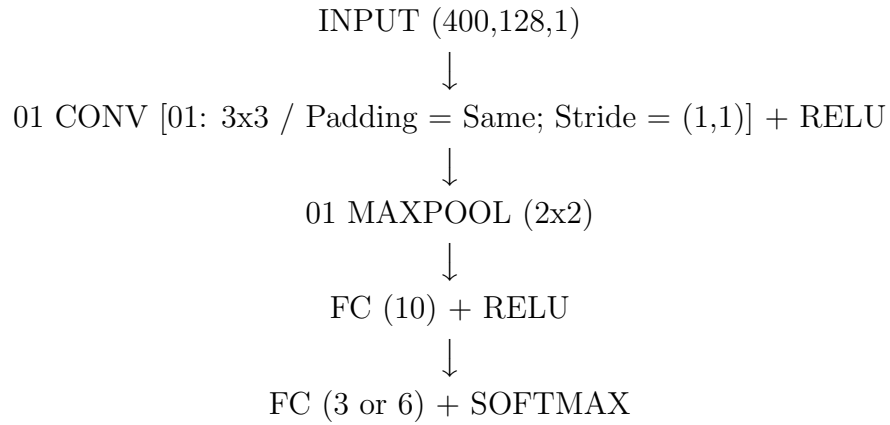 INPUT (400,128,1)
01 CONV [01: 3x3 / Padding = Same; Stride = (1,1)] + RELU
01 MAXPOOL (2x2)
FC (10) + RELU
FC (3 or 6) + SOFTMAX